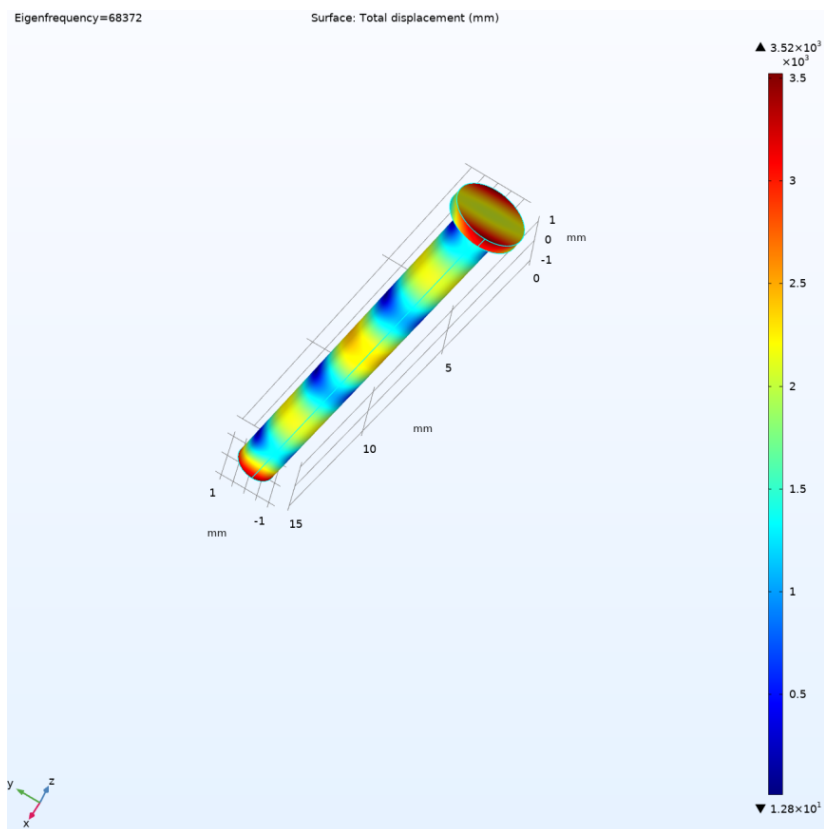 Eigenfrequency=68372 Surface: Total displacement (mm)
▲ 3.52×10³
×10³
3.5
3
2.5
2
1.5
1
0.5
▼ 1.28×10¹
1
0
-1
mm
0
5
mm
10
15
1
-1
mm
y
z
x